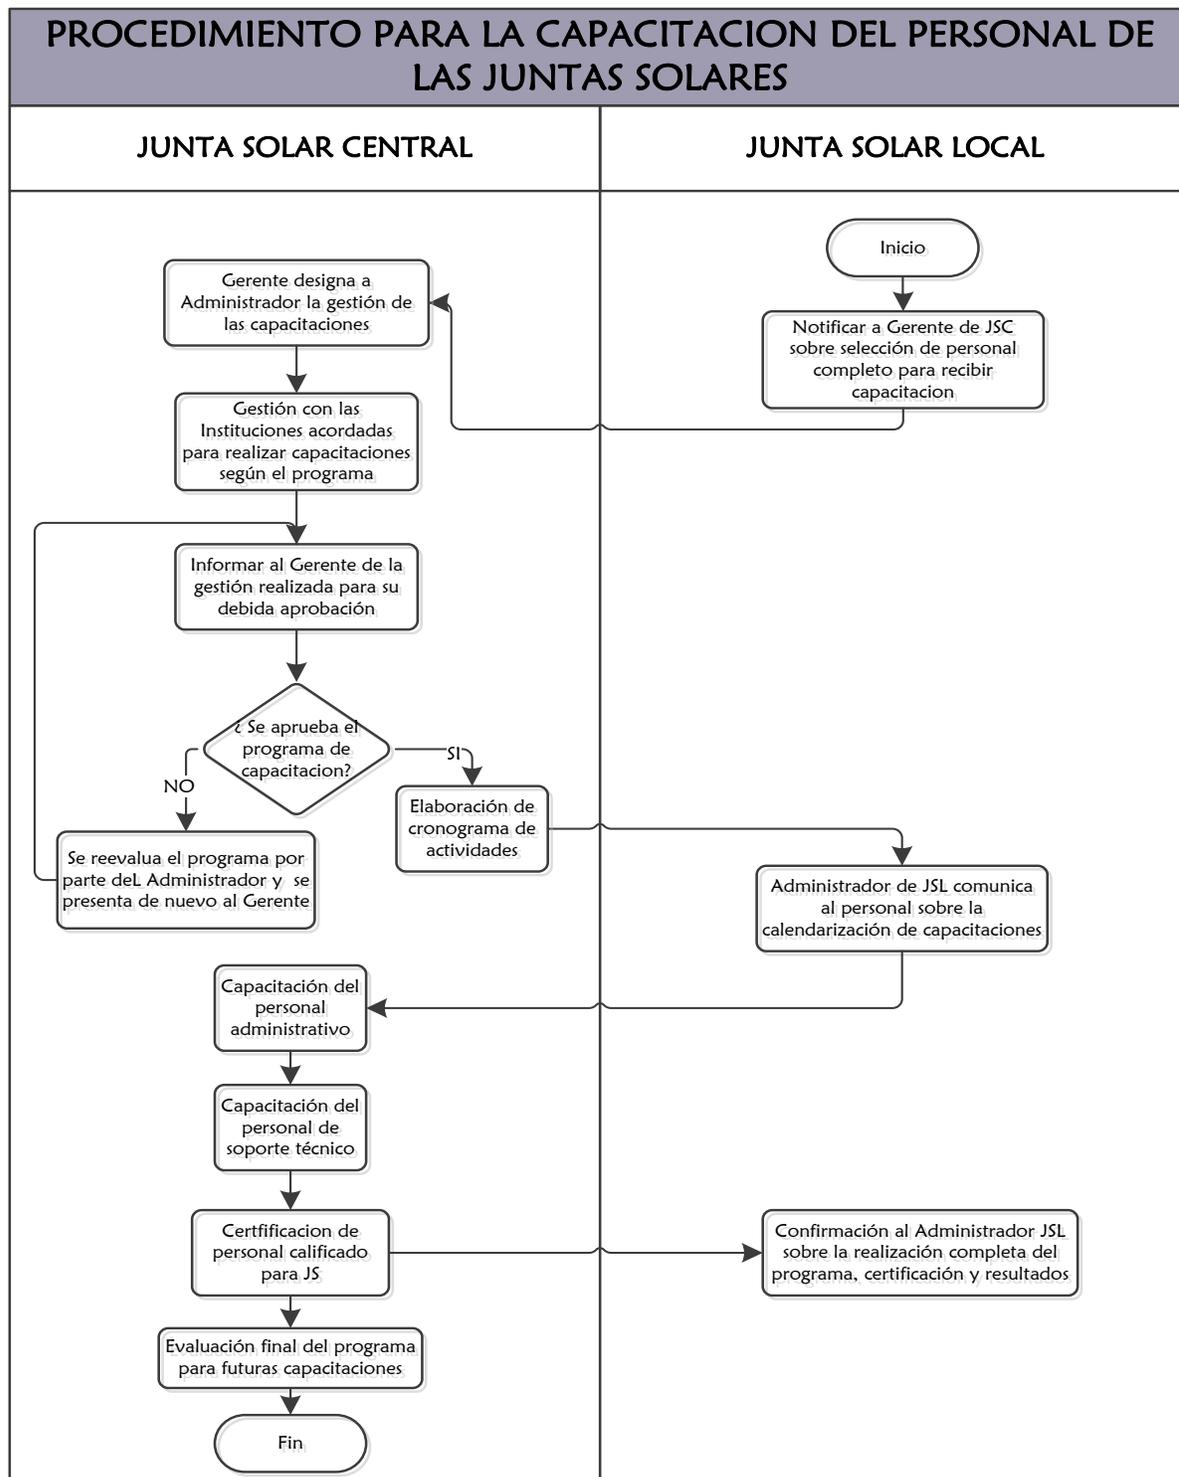 PROCEDIMIENTO PARA LA CAPACITACION DEL PERSONAL DE
LAS JUNTAS SOLARES
JUNTA SOLAR CENTRAL
JUNTA SOLAR LOCAL
Inicio
Notificar a Gerente de JSC
sobre selección de personal
completo para recibir
capacitacion
Gerente designa a
Administrador la gestión de
las capacitaciones
Gestión con las
Instituciones acordadas
para realizar capacitaciones
según el programa
Informar al Gerente de la
gestión realizada para su
debida aprobación
¿ Se aprueba el
programa de
capacitacion?
NO
SI
Se reevalua el programa por
parte deL Administrador y se
presenta de nuevo al Gerente
Elaboración de
cronograma de
actividades
Administrador de JSL comunica
al personal sobre la
calendarización de capacitaciones
Capacitación del
personal
administrativo
Capacitación del
personal de
soporte técnico
Certfificacion de
personal calificado
para JS
Confirmación al Administrador JSL
sobre la realización completa del
programa, certificación y resultados
Evaluación final del programa
para futuras capacitaciones
Fin